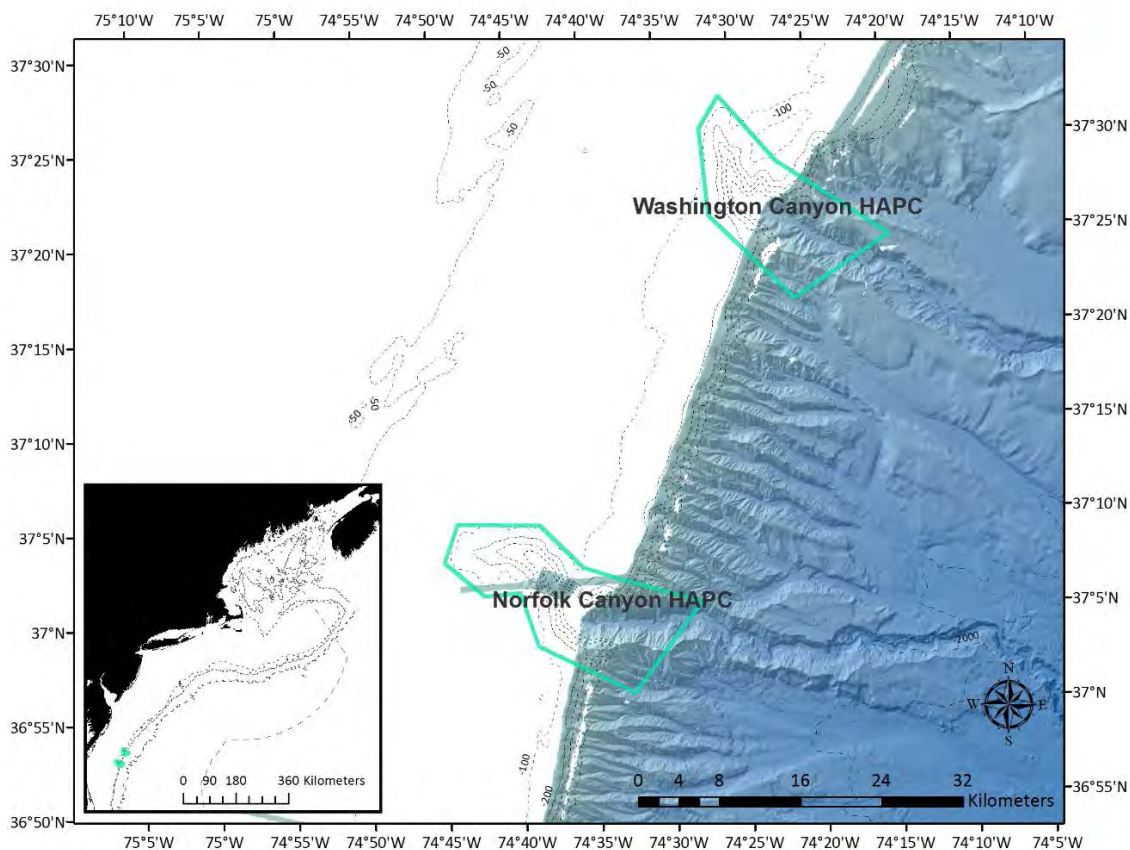 75°10'W 75°5'W 75°W 74°55'W 74°50'W 74°45'W 74°40'W 74°35'W 74°30'W 74°25'W 74°20'W 74°15'W 74°10'W
37°30'N
37°25'N
37°20'N
37°15'N
37°10'N
37°5'N
37°N
36°55'N
36°50'N
-50
-50
-50
-100
Washington Canyon HAPC
-50
-50
Norfolk Canyon HAPC
-2000
-100
-200
N
W E
S
0 90 180 360 Kilometers
0 4 8 16 24 32
Kilometers
37°30'N
37°25'N
37°20'N
37°15'N
37°10'N
37°5'N
37°N
36°55'N
75°5'W 75°W 74°55'W 74°50'W 74°45'W 74°40'W 74°35'W 74°30'W 74°25'W 74°20'W 74°15'W 74°10'W 74°5'W